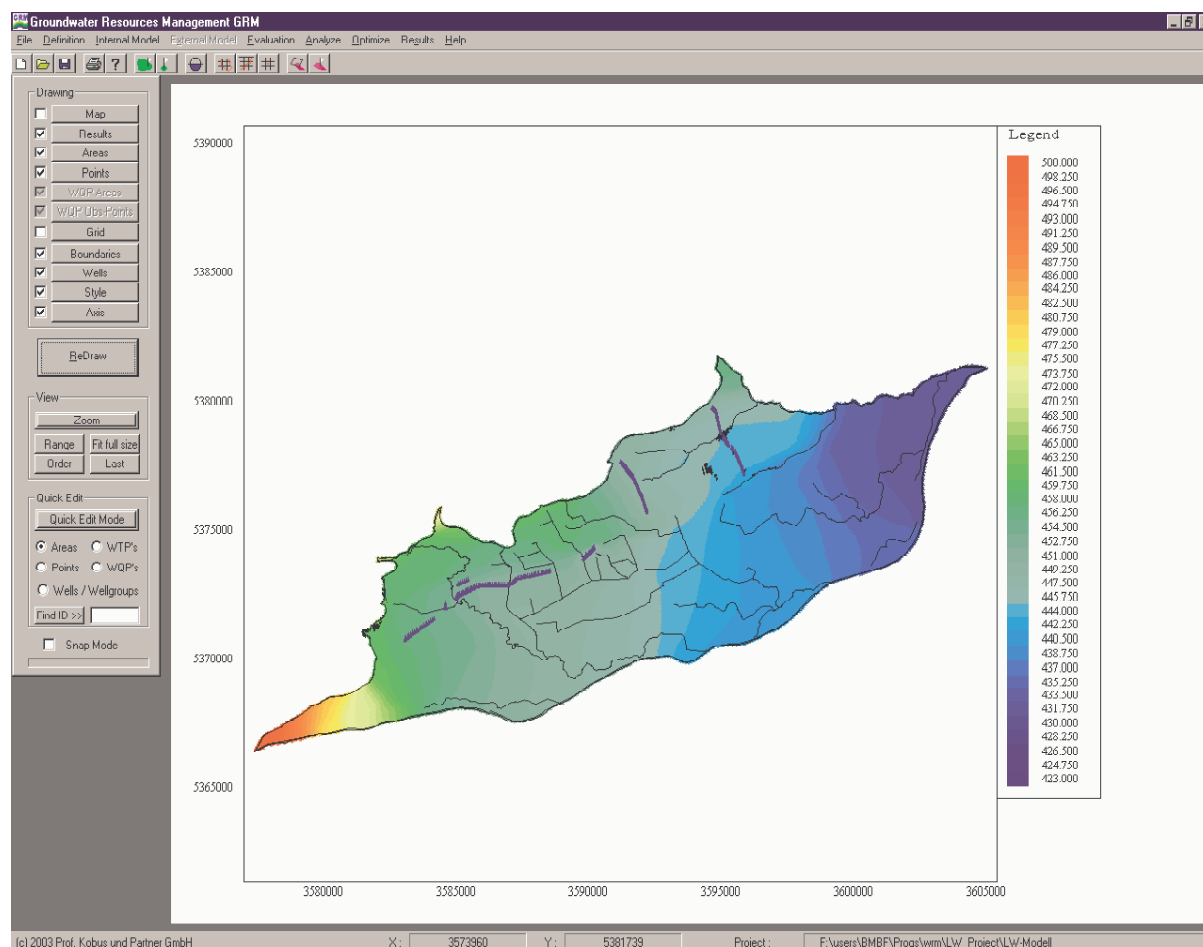 GRM Groundwater Resources Management GRM
File Definition Internal Model External Model Evaluation Analyze Optimize Results Help
Drawing
Map
Results
Areas
Points
WQP Areas
WQP Obs-Points
Grid
Boundaries
Wells
Style
Axis
ReDraw
View
Zoom
Range Fit full size
Order Last
Quick Edit
Quick Edit Mode
Areas WTP's
Points WQP's
Wells / Wellgroups
Find ID >>
Snap Mode
5390000
5385000
5380000
5375000
5370000
5365000
3580000 3585000 3590000 3595000 3600000 3605000
Legend
500.000
498.250
496.500
494.750
493.000
491.250
489.500
487.750
486.000
484.250
482.500
480.750
479.000
477.250
475.500
473.750
472.000
470.250
468.500
466.750
465.000
463.250
461.500
459.750
458.000
456.250
454.500
452.750
451.000
449.250
447.500
445.750
444.000
442.250
440.500
438.750
437.000
435.250
433.500
431.750
430.000
428.250
426.500
424.750
423.000
(c) 2003 Prof. Kobus und Partner GmbH X : 3573960 Y : 5381739 Project : F:\users\BMBF\Progs\wrm\LW_Project\LW-Modell